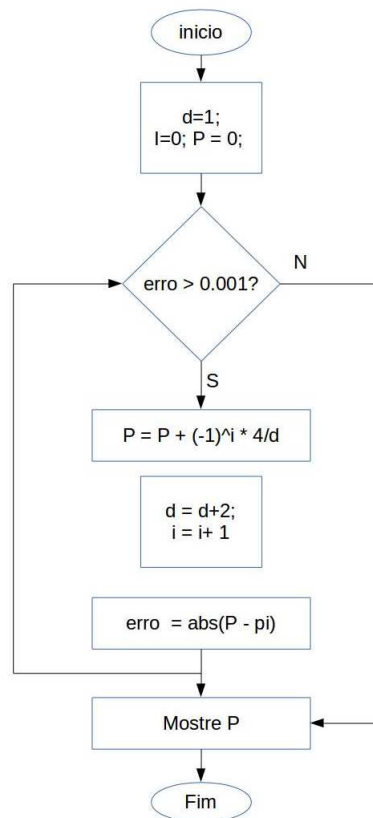 inicio
d=1;
I=0; P = 0;
erro > 0.001?
N
S
P = P + (-1)^i * 4/d
d = d+2;
i = i+ 1
erro = abs(P - pi)
Mostre P
Fim